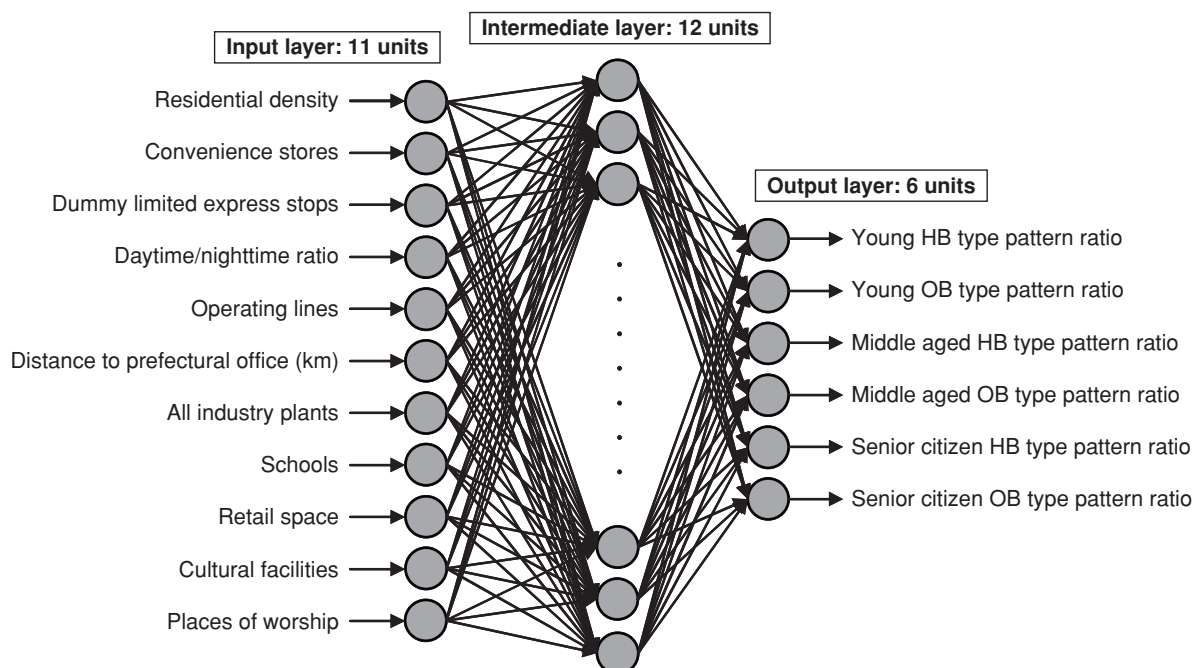 Input layer: 11 units
Intermediate layer: 12 units
Output layer: 6 units
Residential density
Convenience stores
Dummy limited express stops
Daytime/nighttime ratio
Operating lines
Distance to prefectural office (km)
All industry plants
Schools
Retail space
Cultural facilities
Places of worship
Young HB type pattern ratio
Young OB type pattern ratio
Middle aged HB type pattern ratio
Middle aged OB type pattern ratio
Senior citizen HB type pattern ratio
Senior citizen OB type pattern ratio